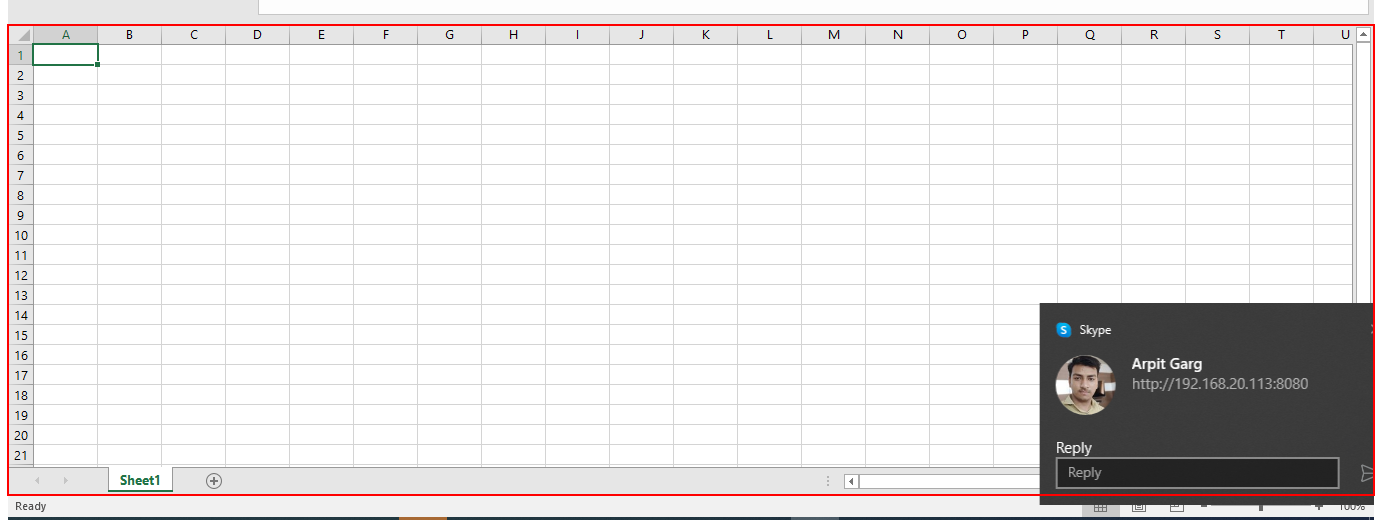 A B C D E F G H I J K L M N O P Q R S T U
1
2
3
4
5
6
7
8
9
10
11
12
13
14
15
16
17
18
19
20
21
Skype
Arpit Garg
http://192.168.20.113:8080
Reply
Reply
Sheet1
Ready
100%